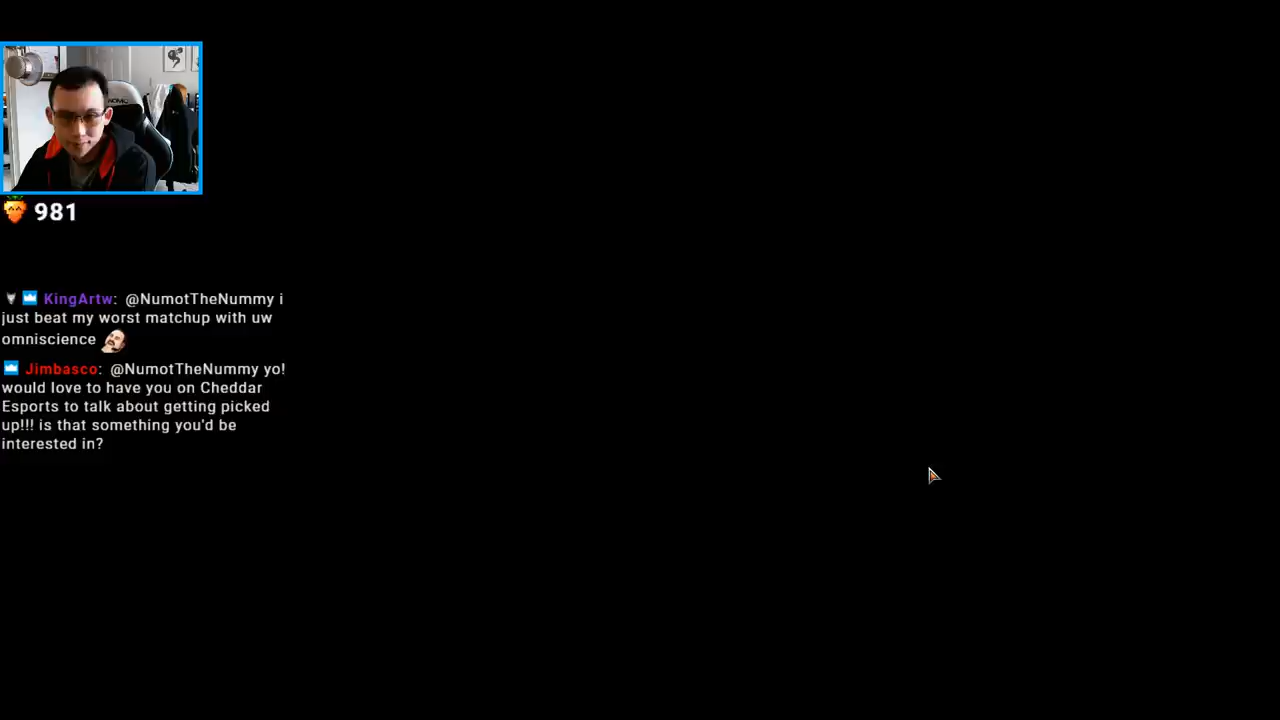 981
KingArtw: @NumotTheNummy i
just beat my worst matchup with uw
omniscience
Jimbasco: @NumotTheNummy yo!
would love to have you on Cheddar
Esports to talk about getting picked
up!!! is that something you'd be
interested in?